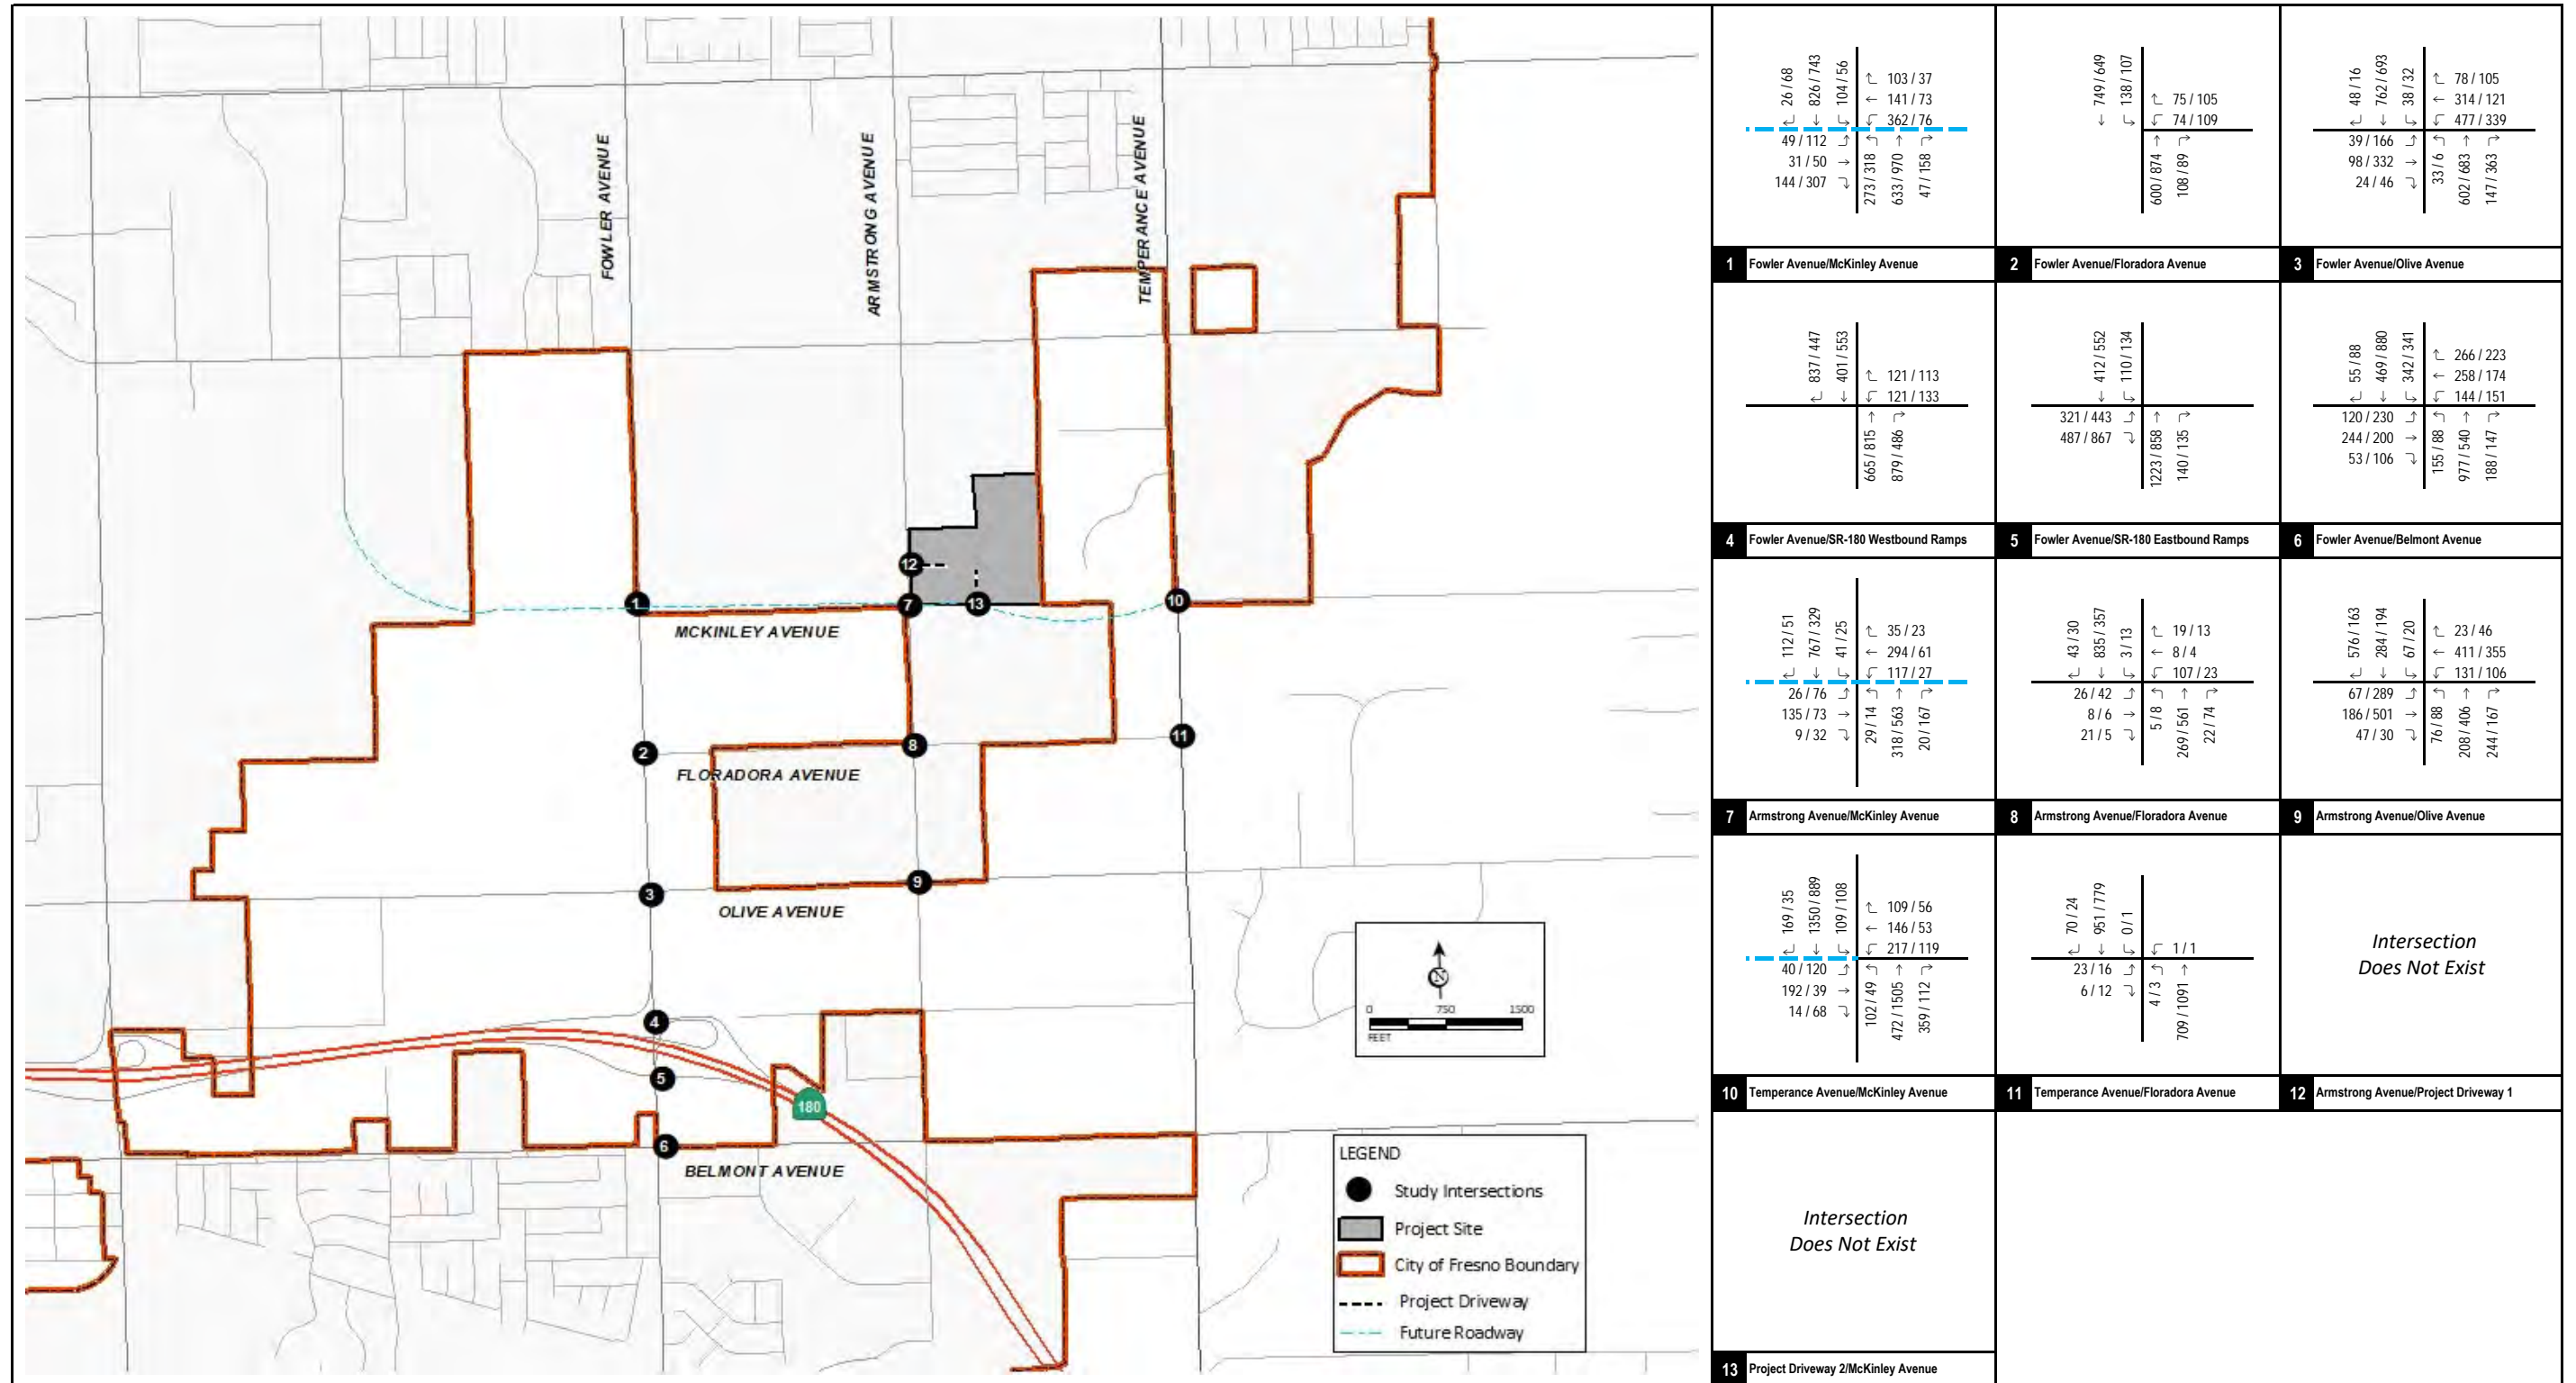 FOWLER AVENUE
ARMSTRONG AVENUE
TEMPERANCE AVENUE
MCKINLEY AVENUE
FLORADORA AVENUE
OLIVE AVENUE
BELMONT AVENUE
1
2
3
4
5
6
7
8
9
10
11
12
13
180
N
0 750 1500
FEET
LEGEND
Study Intersections
Project Site
City of Fresno Boundary
Project Driveway
Future Roadway
26 / 68
826 / 743
104 / 56
103 / 37
141 / 73
362 / 76
49 / 112
31 / 50
144 / 307
273 / 318
633 / 970
47 / 158
1 Fowler Avenue/McKinley Avenue
749 / 649
138 / 107
75 / 105
74 / 109
600 / 874
108 / 89
2 Fowler Avenue/Floradora Avenue
48 / 16
762 / 693
38 / 32
78 / 105
314 / 121
477 / 339
39 / 166
98 / 332
24 / 46
33 / 6
602 / 683
147 / 363
3 Fowler Avenue/Olive Avenue
837 / 447
401 / 553
121 / 113
121 / 133
665 / 815
879 / 486
4 Fowler Avenue/SR-180 Westbound Ramps
412 / 552
110 / 134
321 / 443
487 / 867
1223 / 858
140 / 135
5 Fowler Avenue/SR-180 Eastbound Ramps
55 / 88
469 / 880
342 / 341
266 / 223
258 / 174
144 / 151
120 / 230
244 / 200
53 / 106
155 / 88
977 / 540
188 / 147
6 Fowler Avenue/Belmont Avenue
112 / 51
767 / 329
41 / 25
35 / 23
294 / 61
117 / 27
26 / 76
135 / 73
9 / 32
29 / 14
318 / 563
20 / 167
7 Armstrong Avenue/McKinley Avenue
43 / 30
835 / 357
3 / 13
19 / 13
8 / 4
107 / 23
26 / 42
8 / 6
21 / 5
5 / 8
269 / 561
22 / 74
8 Armstrong Avenue/Floradora Avenue
576 / 163
284 / 194
67 / 20
23 / 46
411 / 355
131 / 106
67 / 289
186 / 501
47 / 30
76 / 88
208 / 406
244 / 167
9 Armstrong Avenue/Olive Avenue
169 / 35
1350 / 889
109 / 108
109 / 56
146 / 53
217 / 119
40 / 120
192 / 39
14 / 68
102 / 49
472 / 1505
359 / 112
10 Temperance Avenue/McKinley Avenue
70 / 24
951 / 779
0 / 1
1 / 1
23 / 16
6 / 12
4 / 3
709 / 1091
11 Temperance Avenue/Floradora Avenue
Intersection
Does Not Exist
12 Armstrong Avenue/Project Driveway 1
Intersection
Does Not Exist
13 Project Driveway 2/McKinley Avenue